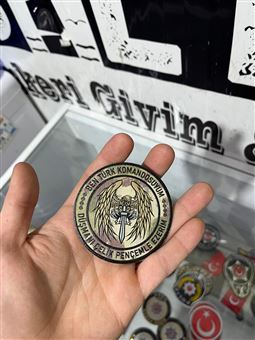 keri Giyim &
BEN TÜRK KOMANDOSUYUM
DÜŞMANI ÇELİK PENÇEMLE EZERİM